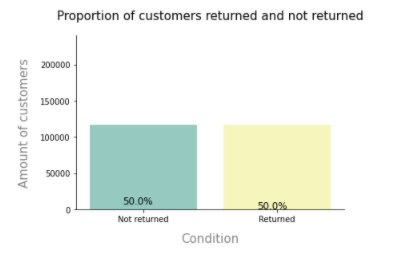 Proportion of customers returned and not returned
Amount of customers
200000
150000
100000
50000
0
50.0%
50.0%
Not returned
Returned
Condition